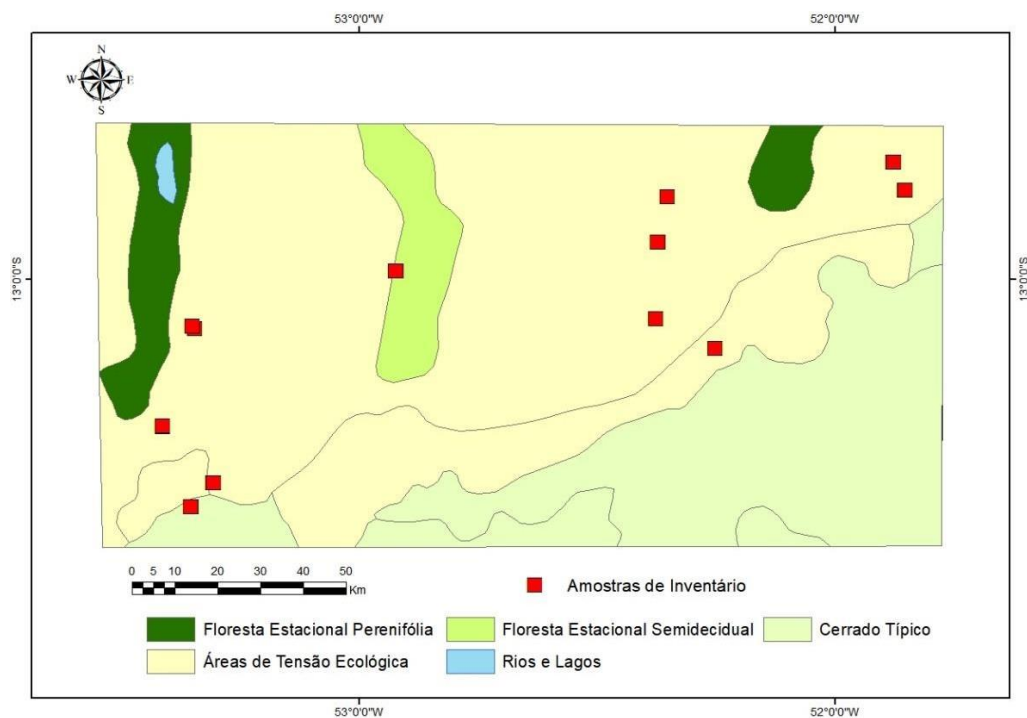 53°0'0"W 52°0'0"W
N
W E
S
13°0'0"S 13°0'0"S
0 5 10 20 30 40 50
Km
Amostras de Inventário
Floresta Estacional Perenifólia Floresta Estacional Semidecidual Cerrado Típico
Áreas de Tensão Ecológica Rios e Lagos
53°0'0"W 52°0'0"W